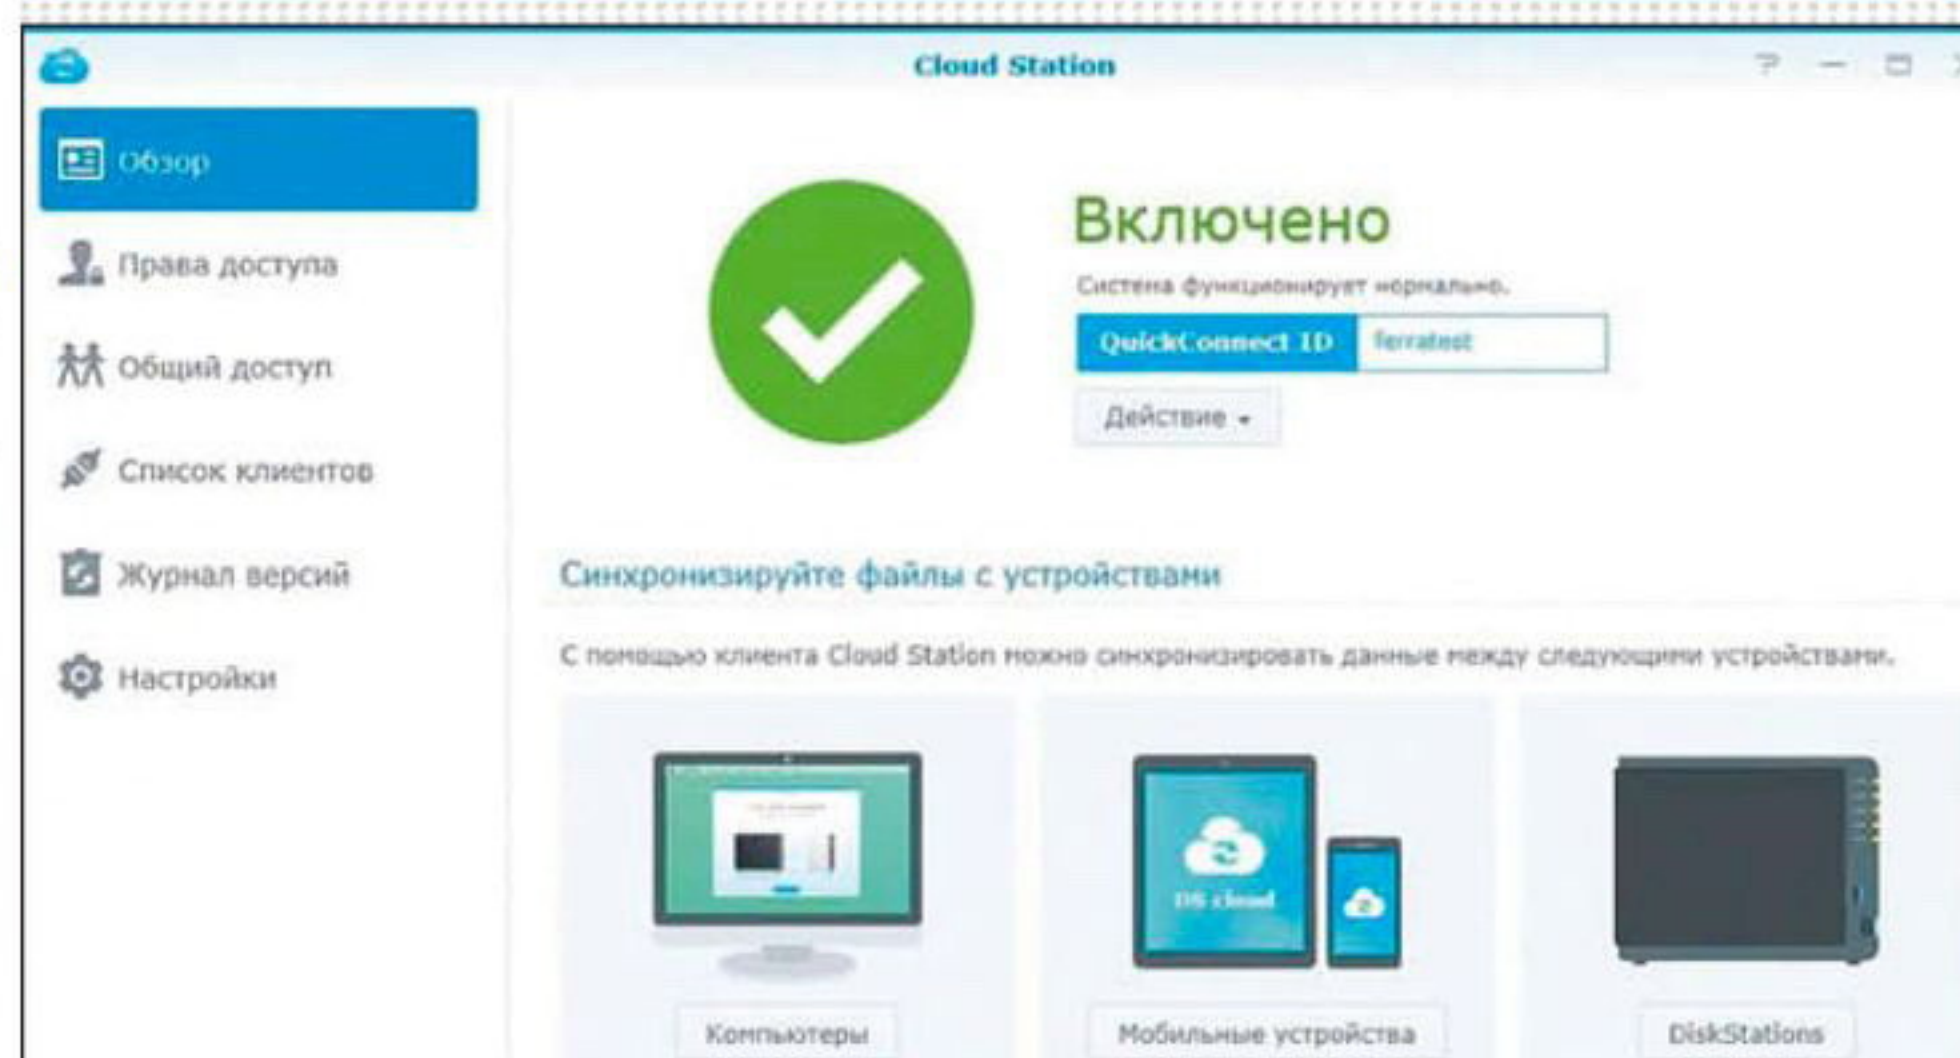 Cloud Station
Обзор
Права доступа
Общий доступ
Список клиентов
Журнал версий
Настройки
Включено
Система функционирует нормально.
QuickConnect ID ferratest
Действие
Синхронизируйте файлы с устройствами
С помощью клиента Cloud Station можно синхронизировать данные между следующими устройствами.
DS cloud
Компьютеры
Мобильные устройства
DiskStations